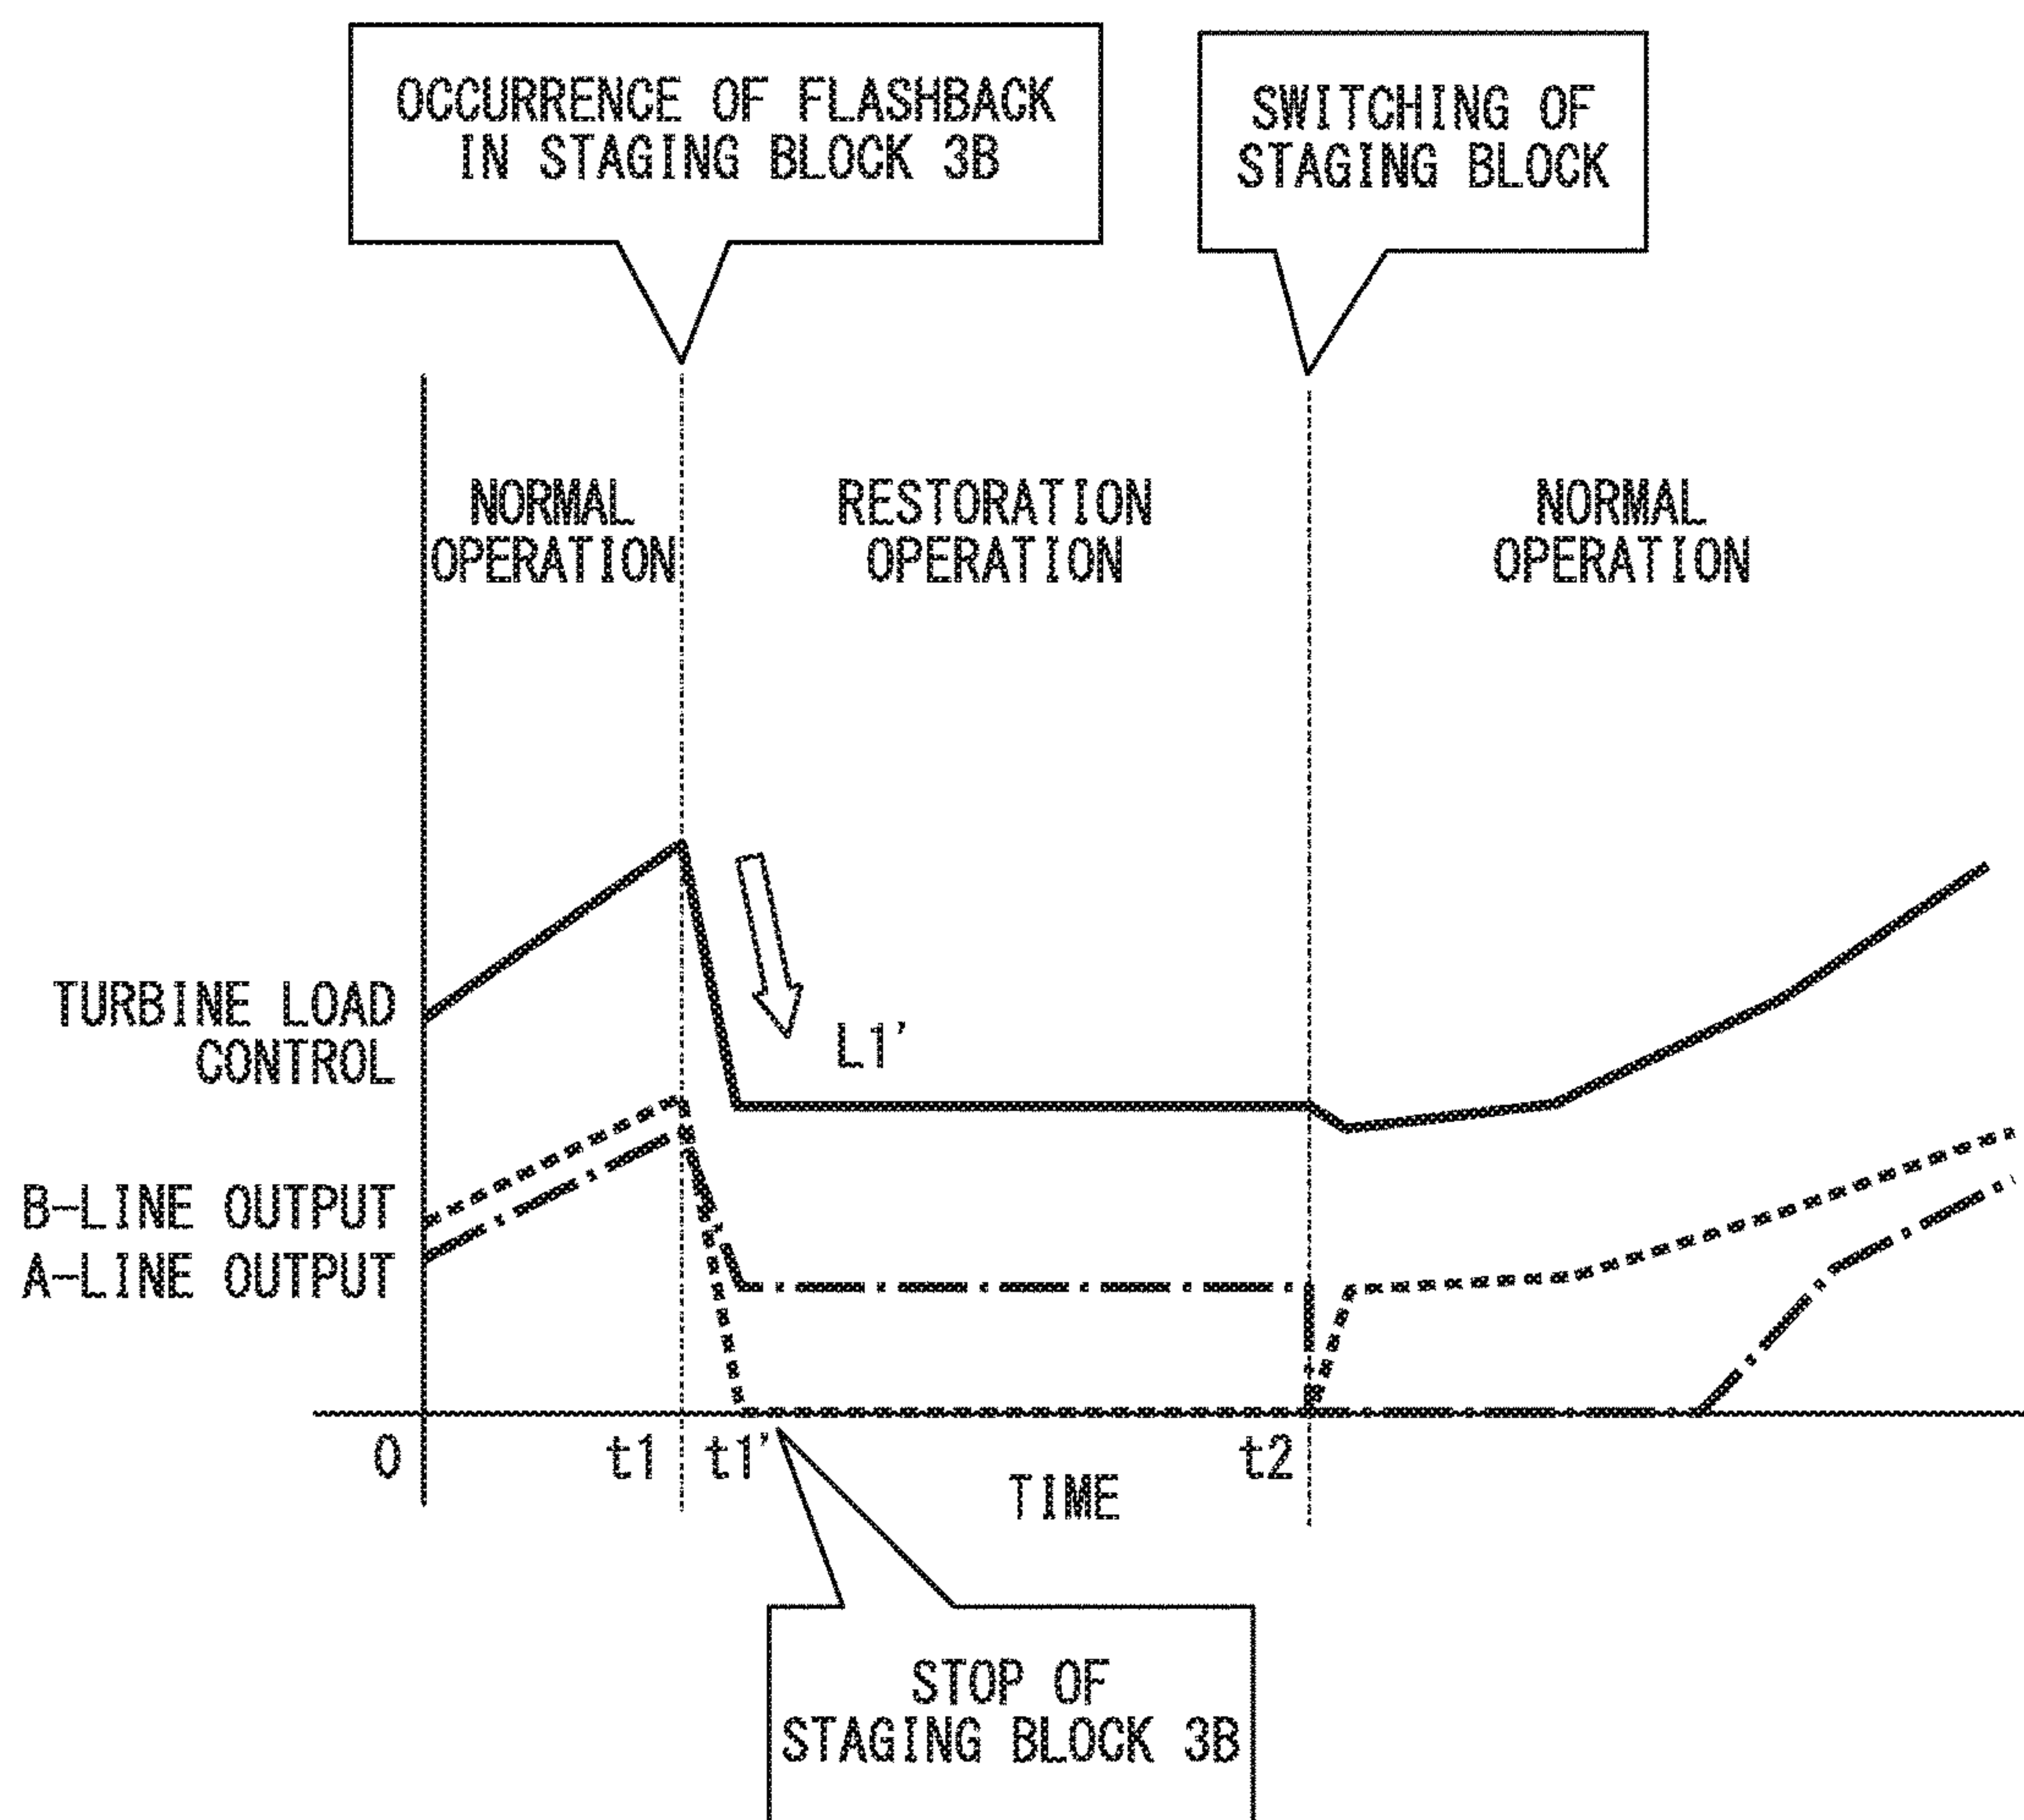 OCCURRENCE OF FLASHBACK
IN STAGING BLOCK 3B
SWITCHING OF
STAGING BLOCK
NORMAL
OPERATION
RESTORATION
OPERATION
NORMAL
OPERATION
TURBINE LOAD
CONTROL
L1'
B-LINE OUTPUT
A-LINE OUTPUT
0
t1
t1'
t2
TIME
STOP OF
STAGING BLOCK 3B